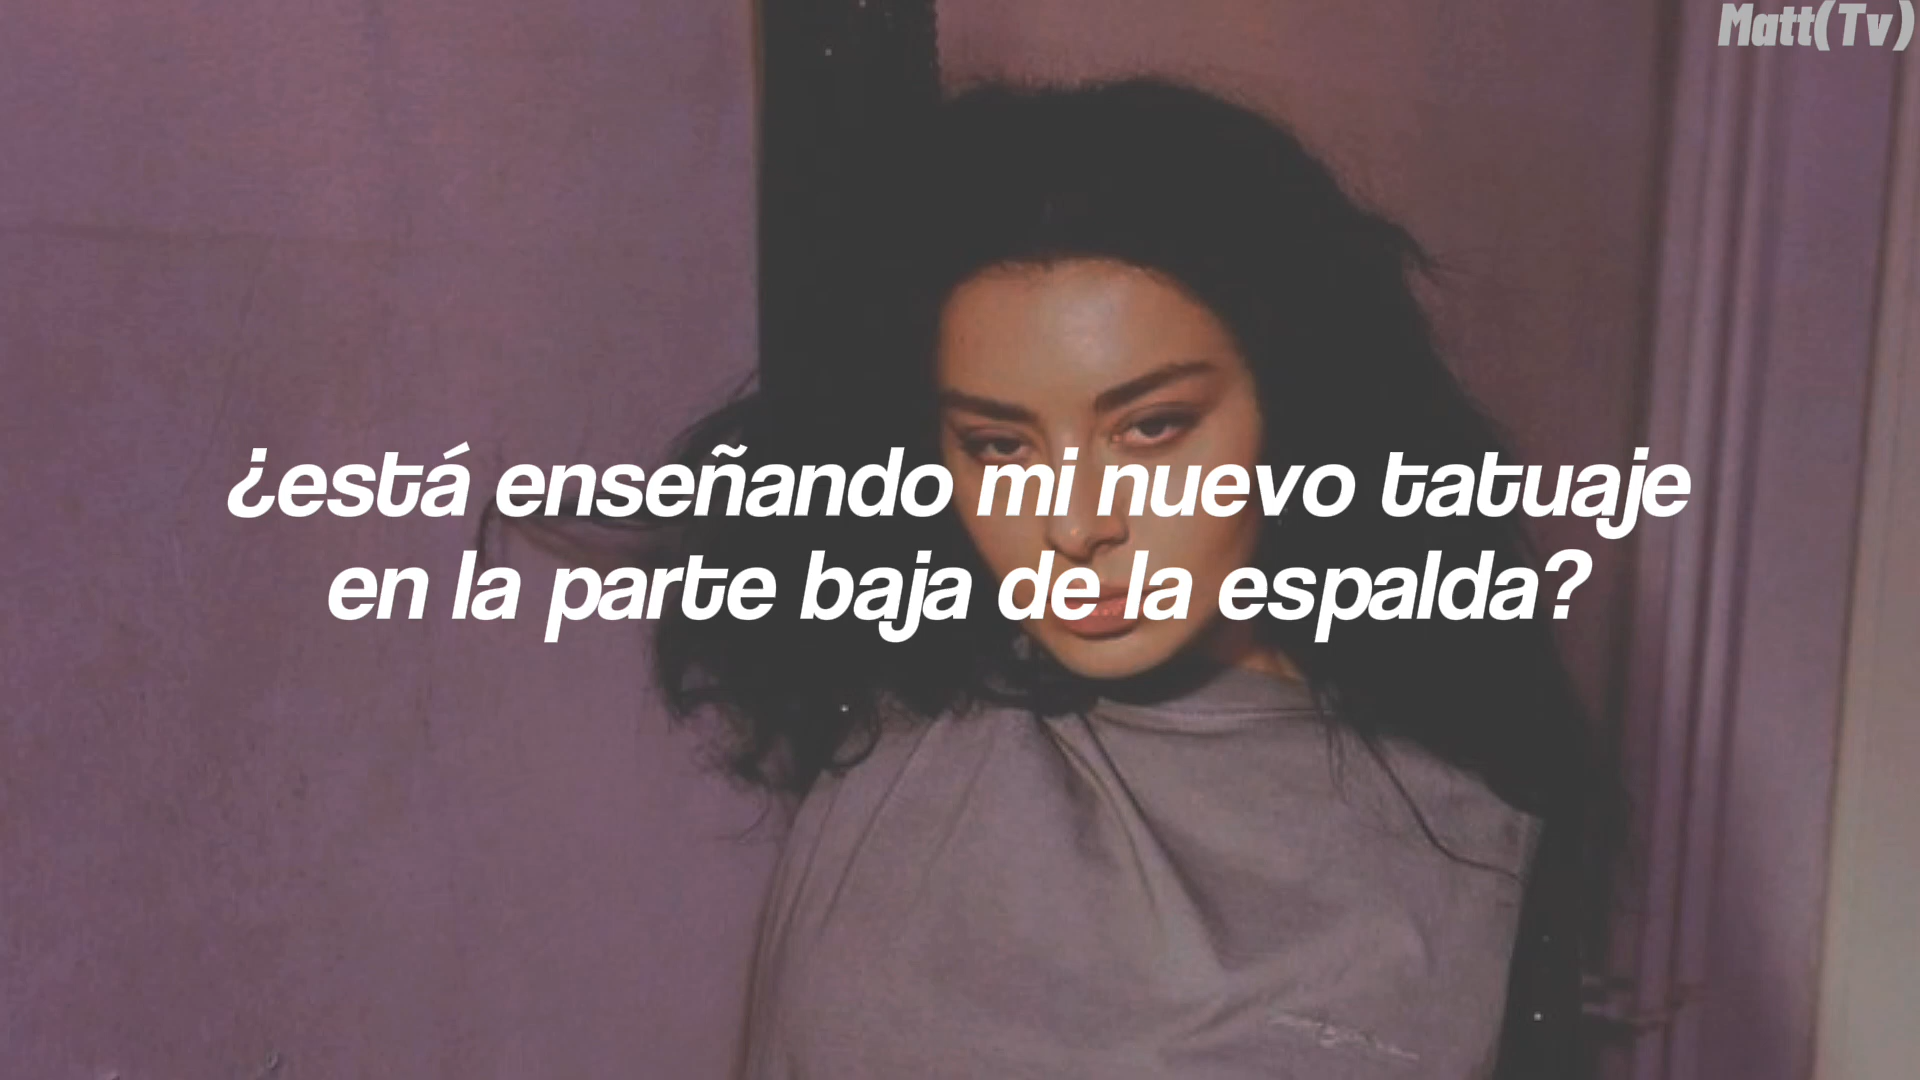 Matt(Tv)
¿está enseñando mi nuevo tatuaje
en la parte baja de la espalda?